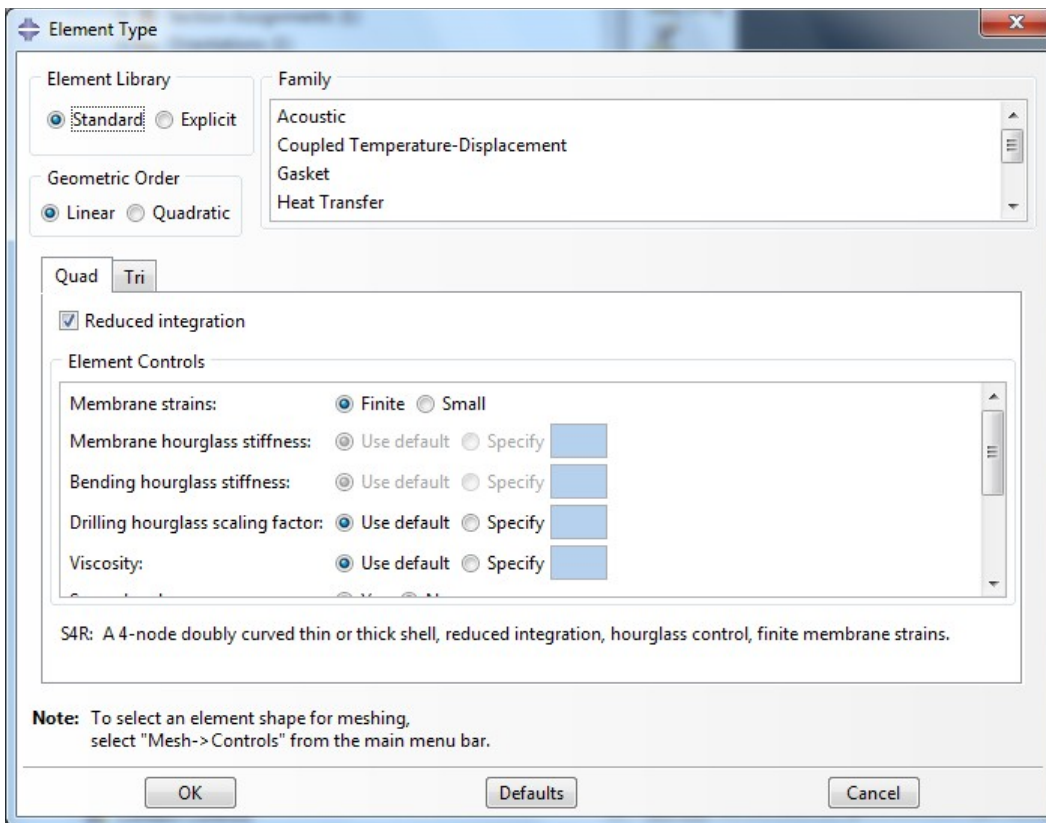 Section Assignments (2)
Element Type
Element Library
Standard Explicit
Family
Acoustic
Coupled Temperature-Displacement
Gasket
Heat Transfer
Geometric Order
Linear Quadratic
Quad Tri
Reduced integration
Element Controls
Membrane strains: Finite Small
Membrane hourglass stiffness: Use default Specify
Bending hourglass stiffness: Use default Specify
Drilling hourglass scaling factor: Use default Specify
Viscosity: Use default Specify
S4R: A 4-node doubly curved thin or thick shell, reduced integration, hourglass control, finite membrane strains.
Note: To select an element shape for meshing,
select "Mesh->Controls" from the main menu bar.
OK Defaults Cancel